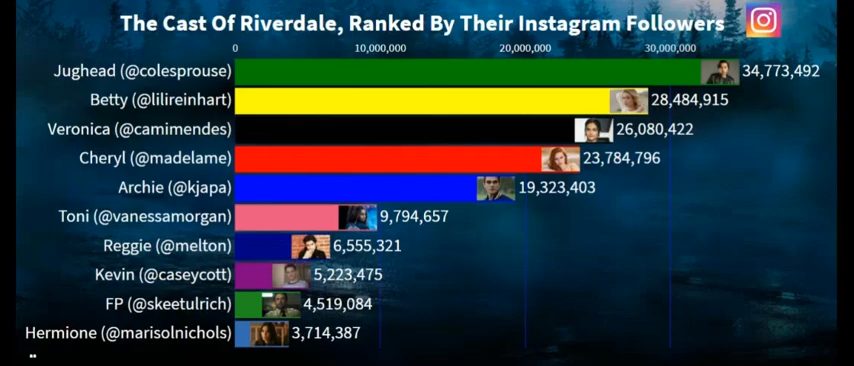 The Cast Of Riverdale, Ranked By Their Instagram Followers
0 10,000,000 20,000,000 30,000,000
Jughead (@colesprouse) 34,773,492
Betty (@lilireinhart) 28,484,915
Veronica (@camimendes) 26,080,422
Cheryl (@madelame) 23,784,796
Archie (@kjapa) 19,323,403
Toni (@vanessamorgan) 9,794,657
Reggie (@melton) 6,555,321
Kevin (@caseycott) 5,223,475
FP (@skeetulrich) 4,519,084
Hermione (@marisolnichols) 3,714,387